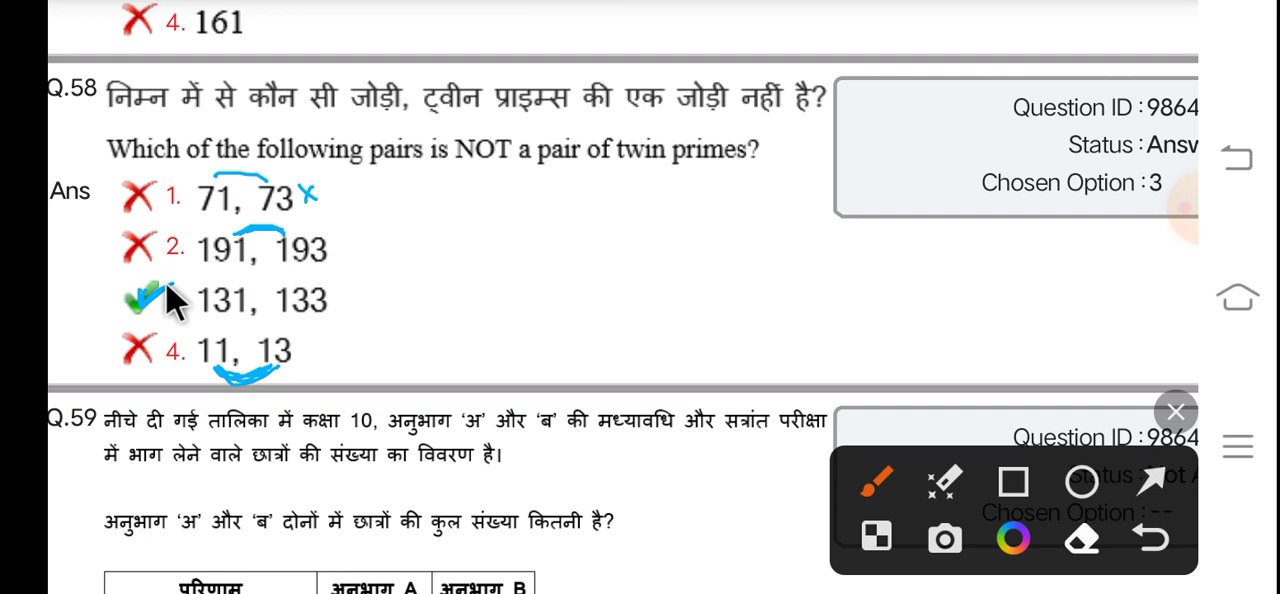 4. 161
Q.58 निम्न में से कौन सी जोड़ी, ट्वीन प्राइम्स की एक जोड़ी नहीं है?
Which of the following pairs is NOT a pair of twin primes?
Ans 1. 71, 73
2. 191, 193
131, 133
4. 11, 13
Question ID : 9864
Status : Answ
Chosen Option : 3
Q.59 नीचे दी गई तालिका में कक्षा 10, अनुभाग ‘अ’ और ‘ब’ की मध्यावधि और सत्रांत परीक्षा
में भाग लेने वाले छात्रों की संख्या का विवरण है।
अनुभाग ‘अ’ और ‘ब’ दोनों में छात्रों की कुल संख्या कितनी है?
परिणाम अनुभाग A अनुभाग B
Question ID : 9864
Status : Not A
Chosen Option : --